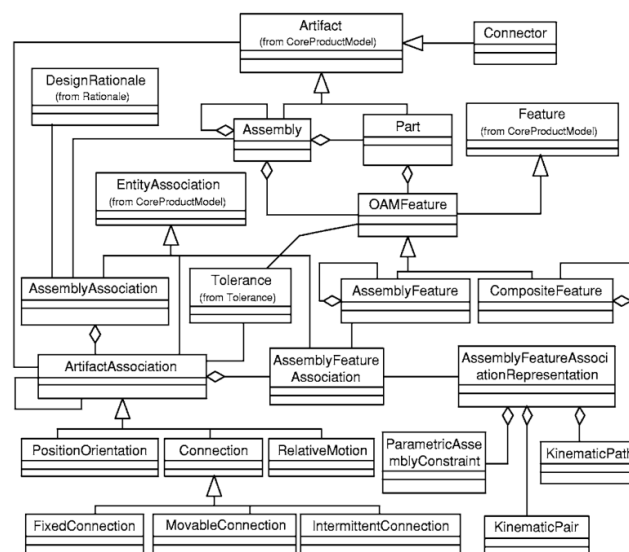 Artifact
(from CoreProductModel)
Connector
DesignRationale
(from Rationale)
Assembly
Part
Feature
(from CoreProductModel)
EntityAssociation
(from CoreProductModel)
OAMFeature
AssemblyAssociation
Tolerance
(from Tolerance)
AssemblyFeature
CompositeFeature
ArtifactAssociation
AssemblyFeature
Association
AssemblyFeatureAssoci
ationRepresentation
PositionOrientation
Connection
RelativeMotion
ParametricAsse
mblyConstraint
KinematicPath
FixedConnection
MovableConnection
IntermittentConnection
KinematicPair